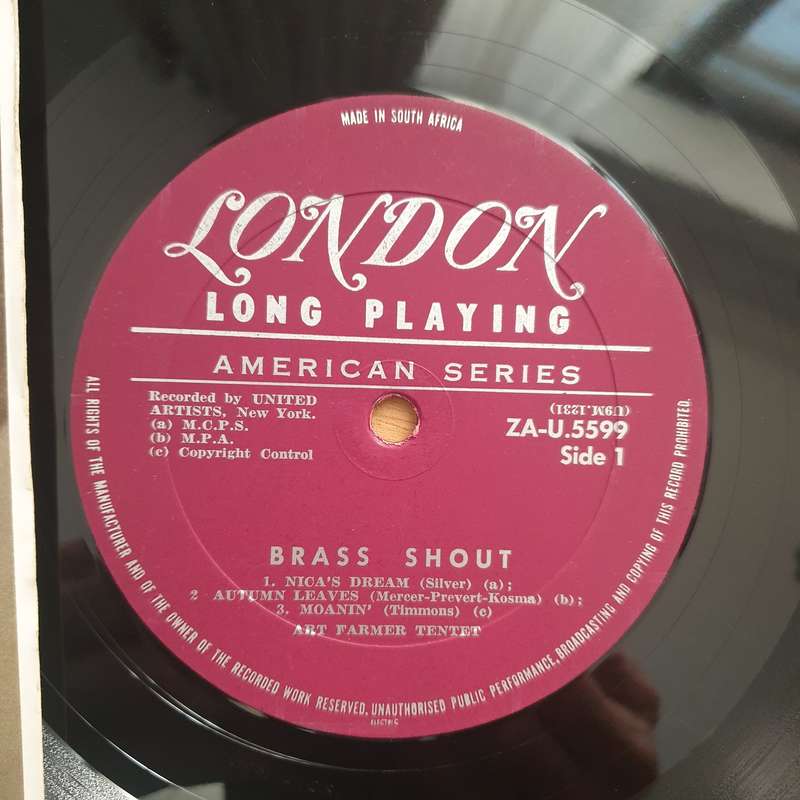 MADE IN SOUTH AFRICA
LONDON
LONG PLAYING
AMERICAN SERIES
Recorded by UNITED
ARTISTS, New York.
(a) M.C.P.S.
(b) M.P.A.
(c) Copyright Control
(U9M.1231)
ZA-U.5599
Side 1
BRASS SHOUT
1. NICA'S DREAM (Silver) (a);
2 AUTUMN LEAVES (Mercer-Prevert-Kosma) (b);
3. MOANIN' (Timmons) (c)
ART FARMER TENTET
ALL RIGHTS OF THE MANUFACTURER AND OF THE OWNER OF THE RECORDED WORK RESERVED. UNAUTHORISED PUBLIC PERFORMANCE, BROADCASTING AND COPYING OF THIS RECORD PROHIBITED.